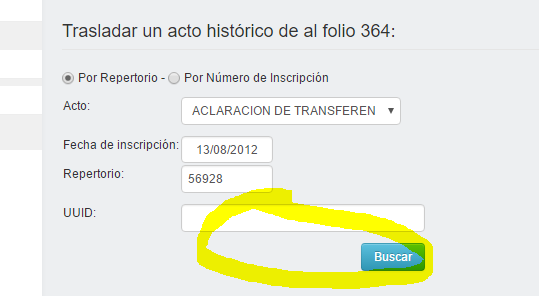 Trasladar un acto histórico de al folio 364:
Por Repertorio - Por Número de Inscripción
Acto: ACLARACION DE TRANSFEREN
Fecha de inscripción: 13/08/2012
Repertorio: 56928
UUID:
Buscar